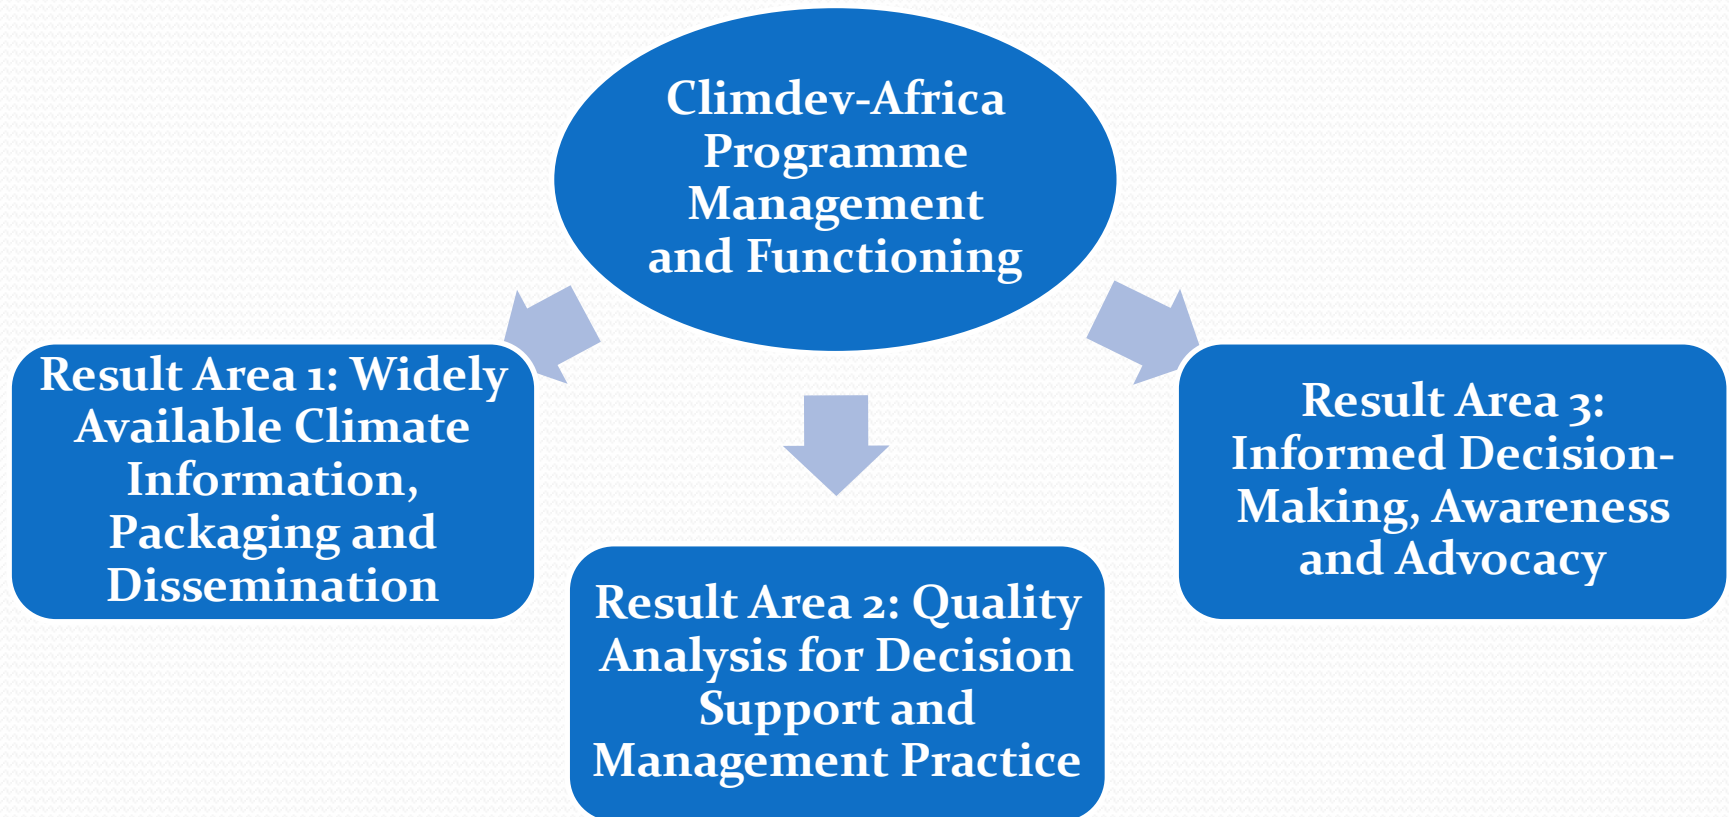 Climdev-Africa
Programme
Management
and Functioning
Result Area 1: Widely
Available Climate
Information,
Packaging and
Dissemination
Result Area 2: Quality
Analysis for Decision
Support and
Management Practice
Result Area 3:
Informed Decision-
Making, Awareness
and Advocacy